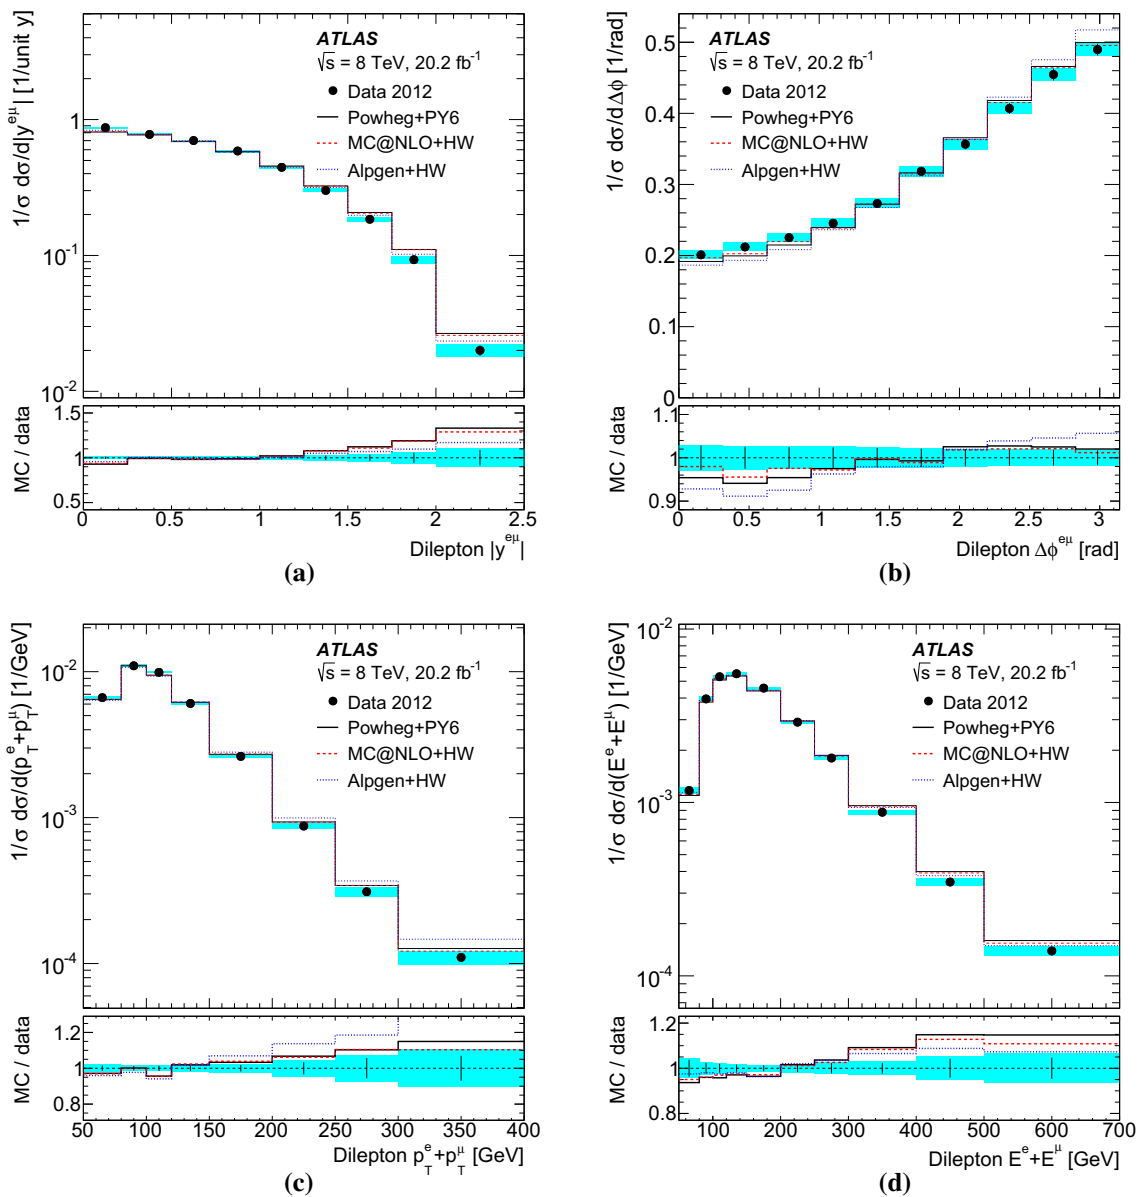 1/σ dσ/d|y^eμ| [1/unit y]
1
10^-1
10^-2
ATLAS
√s = 8 TeV, 20.2 fb^-1
Data 2012
Powheg+PY6
MC@NLO+HW
Alpgen+HW
MC / data
1.5
1
0.5
0 0.5 1 1.5 2 2.5
Dilepton |y^eμ|
(a)
1/σ dσ/dΔϕ [1/rad]
0.5
0.4
0.3
0.2
0.1
0
ATLAS
√s = 8 TeV, 20.2 fb^-1
Data 2012
Powheg+PY6
MC@NLO+HW
Alpgen+HW
MC / data
1.1
1.0
0.9
0 0.5 1 1.5 2 2.5 3
Dilepton Δϕ^eμ [rad]
(b)
1/σ dσ/d(p_T^e+p_T^μ) [1/GeV]
10^-2
10^-3
10^-4
ATLAS
√s = 8 TeV, 20.2 fb^-1
Data 2012
Powheg+PY6
MC@NLO+HW
Alpgen+HW
MC / data
1.2
1
0.8
50 100 150 200 250 300 350 400
Dilepton p_T^e+p_T^μ [GeV]
(c)
1/σ dσ/d(E^e+E^μ) [1/GeV]
10^-2
10^-3
10^-4
ATLAS
√s = 8 TeV, 20.2 fb^-1
Data 2012
Powheg+PY6
MC@NLO+HW
Alpgen+HW
MC / data
1.2
1
0.8
100 200 300 400 500 600 700
Dilepton E^e+E^μ [GeV]
(d)